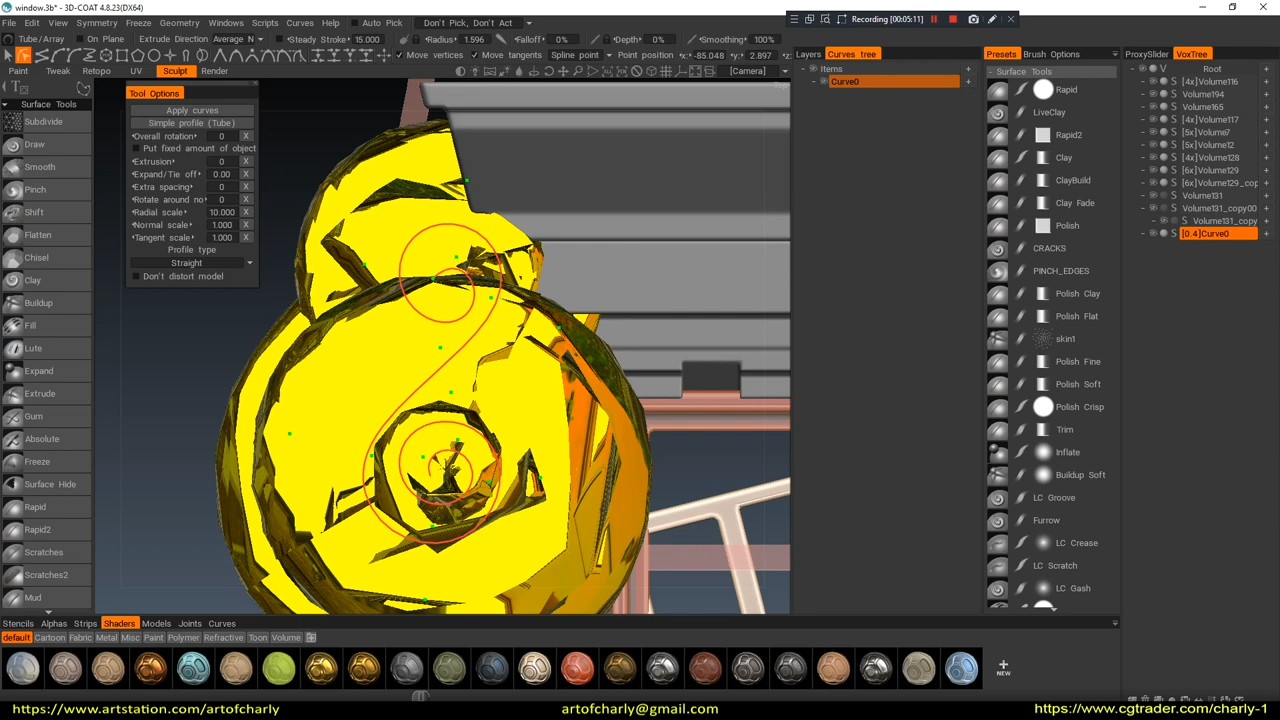 window.3b* - 3D-COAT 4.8.23(DX64)
Recording [00:05:11]
File Edit View Symmetry Freeze Geometry Windows Scripts Curves Help Auto Pick Don't Pick, Don't Act
Tube/Array On Plane Extrude Direction Average N Steady Stroke 15.000 Radius 1.596 Falloff 0% Depth 0% Smoothing 100%
Move vertices Move tangents Spline point Point position x: -85.048 y: 2.897
Paint Tweak Retopo UV Sculpt Render [Camera]
Layers Curves tree
Items
Curve0
Presets Brush Options
Surface Tools
Rapid
LiveClay
Rapid2
Clay
ClayBuild
Clay Fade
Polish
CRACKS
PINCH_EDGES
Polish Clay
Polish Flat
skin1
Polish Fine
Polish Soft
Polish Crisp
Trim
Inflate
Buildup Soft
LC Groove
Furrow
LC Crease
LC Scratch
LC Gash
ProxySlider VoxTree
V Root
[4x]Volume116
Volume194
Volume165
[4x]Volume117
[5x]Volume7
[5x]Volume12
[4x]Volume128
[6x]Volume129
[6x]Volume129_cop
Volume131
Volume131_copy00
Volume131_copy
[0.4]Curve0
Surface Tools
Subdivide
Draw
Smooth
Pinch
Shift
Flatten
Chisel
Clay
Buildup
Fill
Lute
Expand
Extrude
Gum
Absolute
Freeze
Surface Hide
Rapid
Rapid2
Scratches
Scratches2
Mud
Tool Options
Apply curves
Simple profile (Tube)
Overall rotation 0 X
Put fixed amount of object
Extrusion 0 X
Expand/Tie off 0.00 X
Extra spacing 0 X
Rotate around no 0 X
Radial scale 10.000 X
Normal scale 1.000 X
Tangent scale 1.000 X
Profile type
Straight
Don't distort model
Stencils Alphas Strips Shaders Models Joints Curves
default Cartoon Fabric Metal Misc Paint Polymer Refractive Toon Volume
NEW
https://www.artstation.com/artofcharly artofcharly@gmail.com https://www.cgtrader.com/charly-1